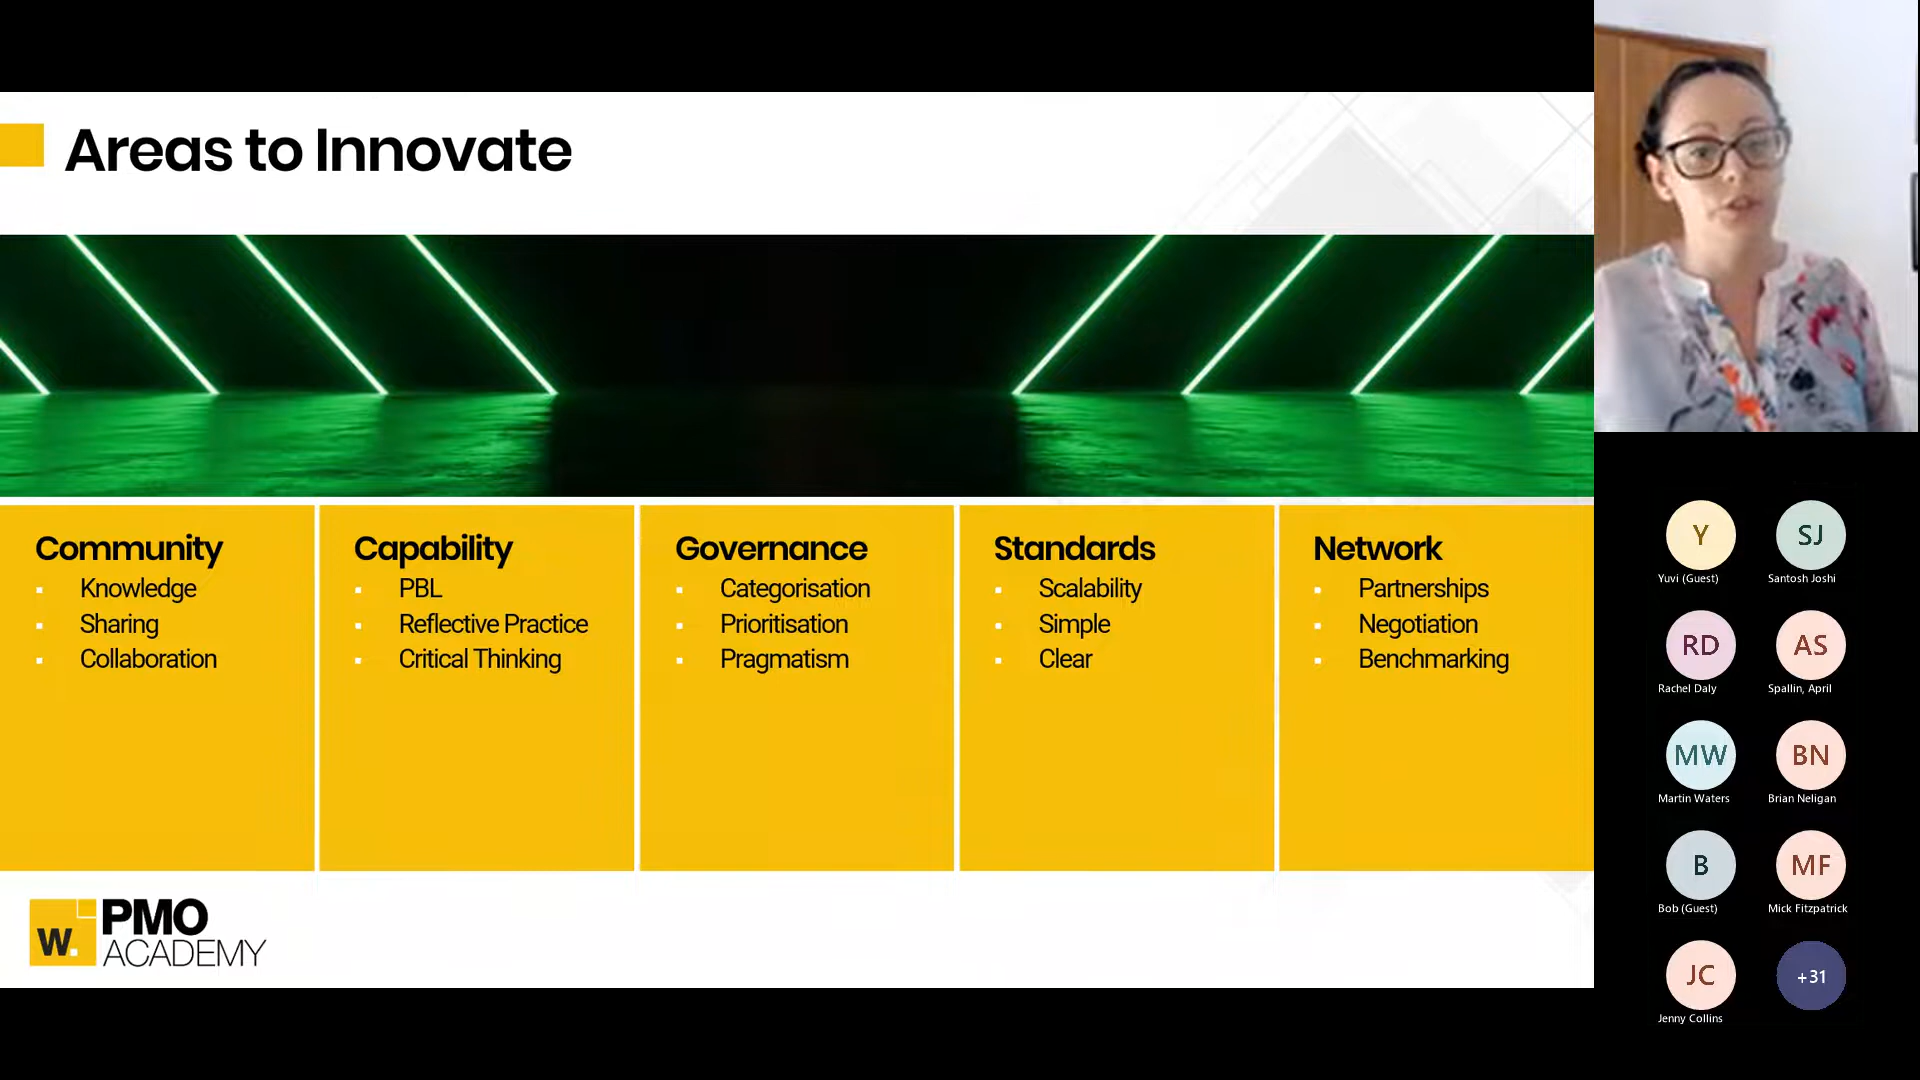 Areas to Innovate
Community
Knowledge
Sharing
Collaboration
Capability
PBL
Reflective Practice
Critical Thinking
Governance
Categorisation
Prioritisation
Pragmatism
Standards
Scalability
Simple
Clear
Network
Partnerships
Negotiation
Benchmarking
w.
PMO
ACADEMY
Y
Yuvi (Guest)
SJ
Santosh Joshi
RD
Rachel Daly
AS
Spallin, April
MW
Martin Waters
BN
Brian Neligan
B
Bob (Guest)
MF
Mick Fitzpatrick
JC
Jenny Collins
+31